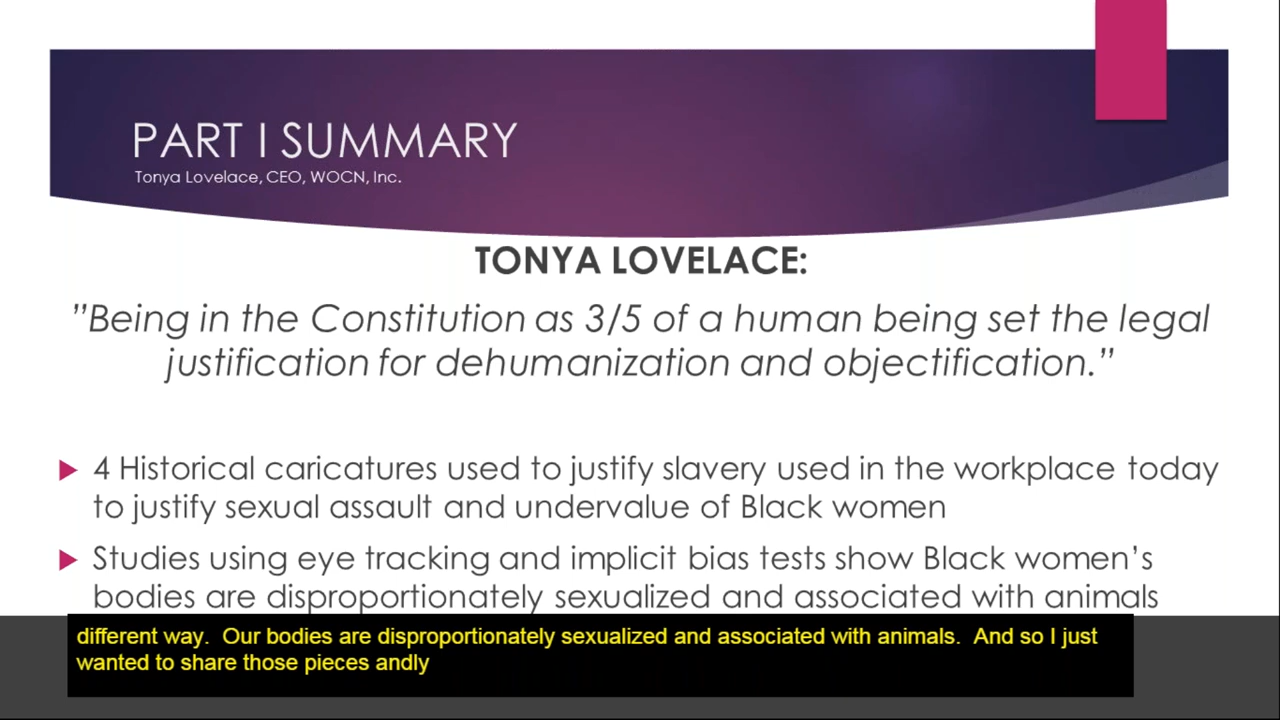 PART I SUMMARY
Tonya Lovelace, CEO, WOCN, Inc.
TONYA LOVELACE:
”Being in the Constitution as 3/5 of a human being set the legal
justification for dehumanization and objectification.”
4 Historical caricatures used to justify slavery used in the workplace today
to justify sexual assault and undervalue of Black women
Studies using eye tracking and implicit bias tests show Black women’s
bodies are disproportionately sexualized and associated with animals
different way.  Our bodies are disproportionately sexualized and associated with animals.  And so I just
wanted to share those pieces andly